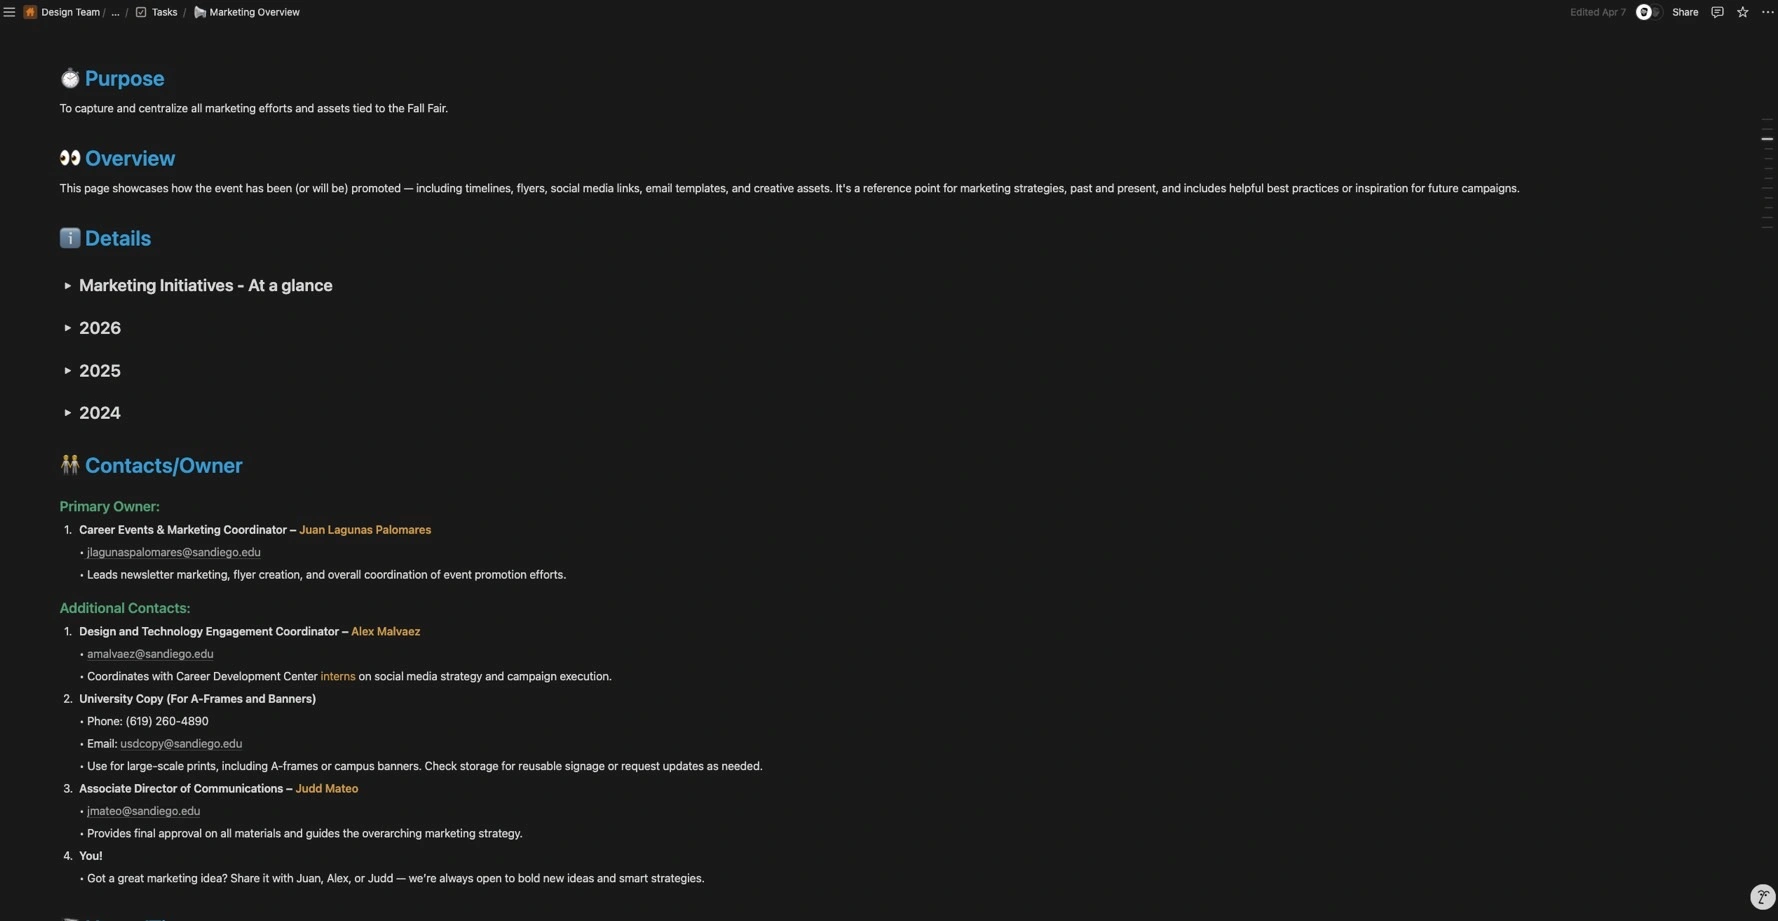 Design Team / ... / Tasks / Marketing Overview
Edited Apr 7
Share
Purpose
To capture and centralize all marketing efforts and assets tied to the Fall Fair.
Overview
This page showcases how the event has been (or will be) promoted — including timelines, flyers, social media links, email templates, and creative assets. It's a reference point for marketing strategies, past and present, and includes helpful best practices or inspiration for future campaigns.
Details
Marketing Initiatives - At a glance
2026
2025
2024
Contacts/Owner
Primary Owner:
1. Career Events & Marketing Coordinator – Juan Lagunas Palomares
• jlagunaspalomares@sandiego.edu
• Leads newsletter marketing, flyer creation, and overall coordination of event promotion efforts.
Additional Contacts:
1. Design and Technology Engagement Coordinator – Alex Malvaez
• amalvaez@sandiego.edu
• Coordinates with Career Development Center interns on social media strategy and campaign execution.
2. University Copy (For A-Frames and Banners)
• Phone: (619) 260-4890
• Email: usdcopy@sandiego.edu
• Use for large-scale prints, including A-frames or campus banners. Check storage for reusable signage or request updates as needed.
3. Associate Director of Communications – Judd Mateo
• jmateo@sandiego.edu
• Provides final approval on all materials and guides the overarching marketing strategy.
4. You!
• Got a great marketing idea? Share it with Juan, Alex, or Judd — we're always open to bold new ideas and smart strategies.